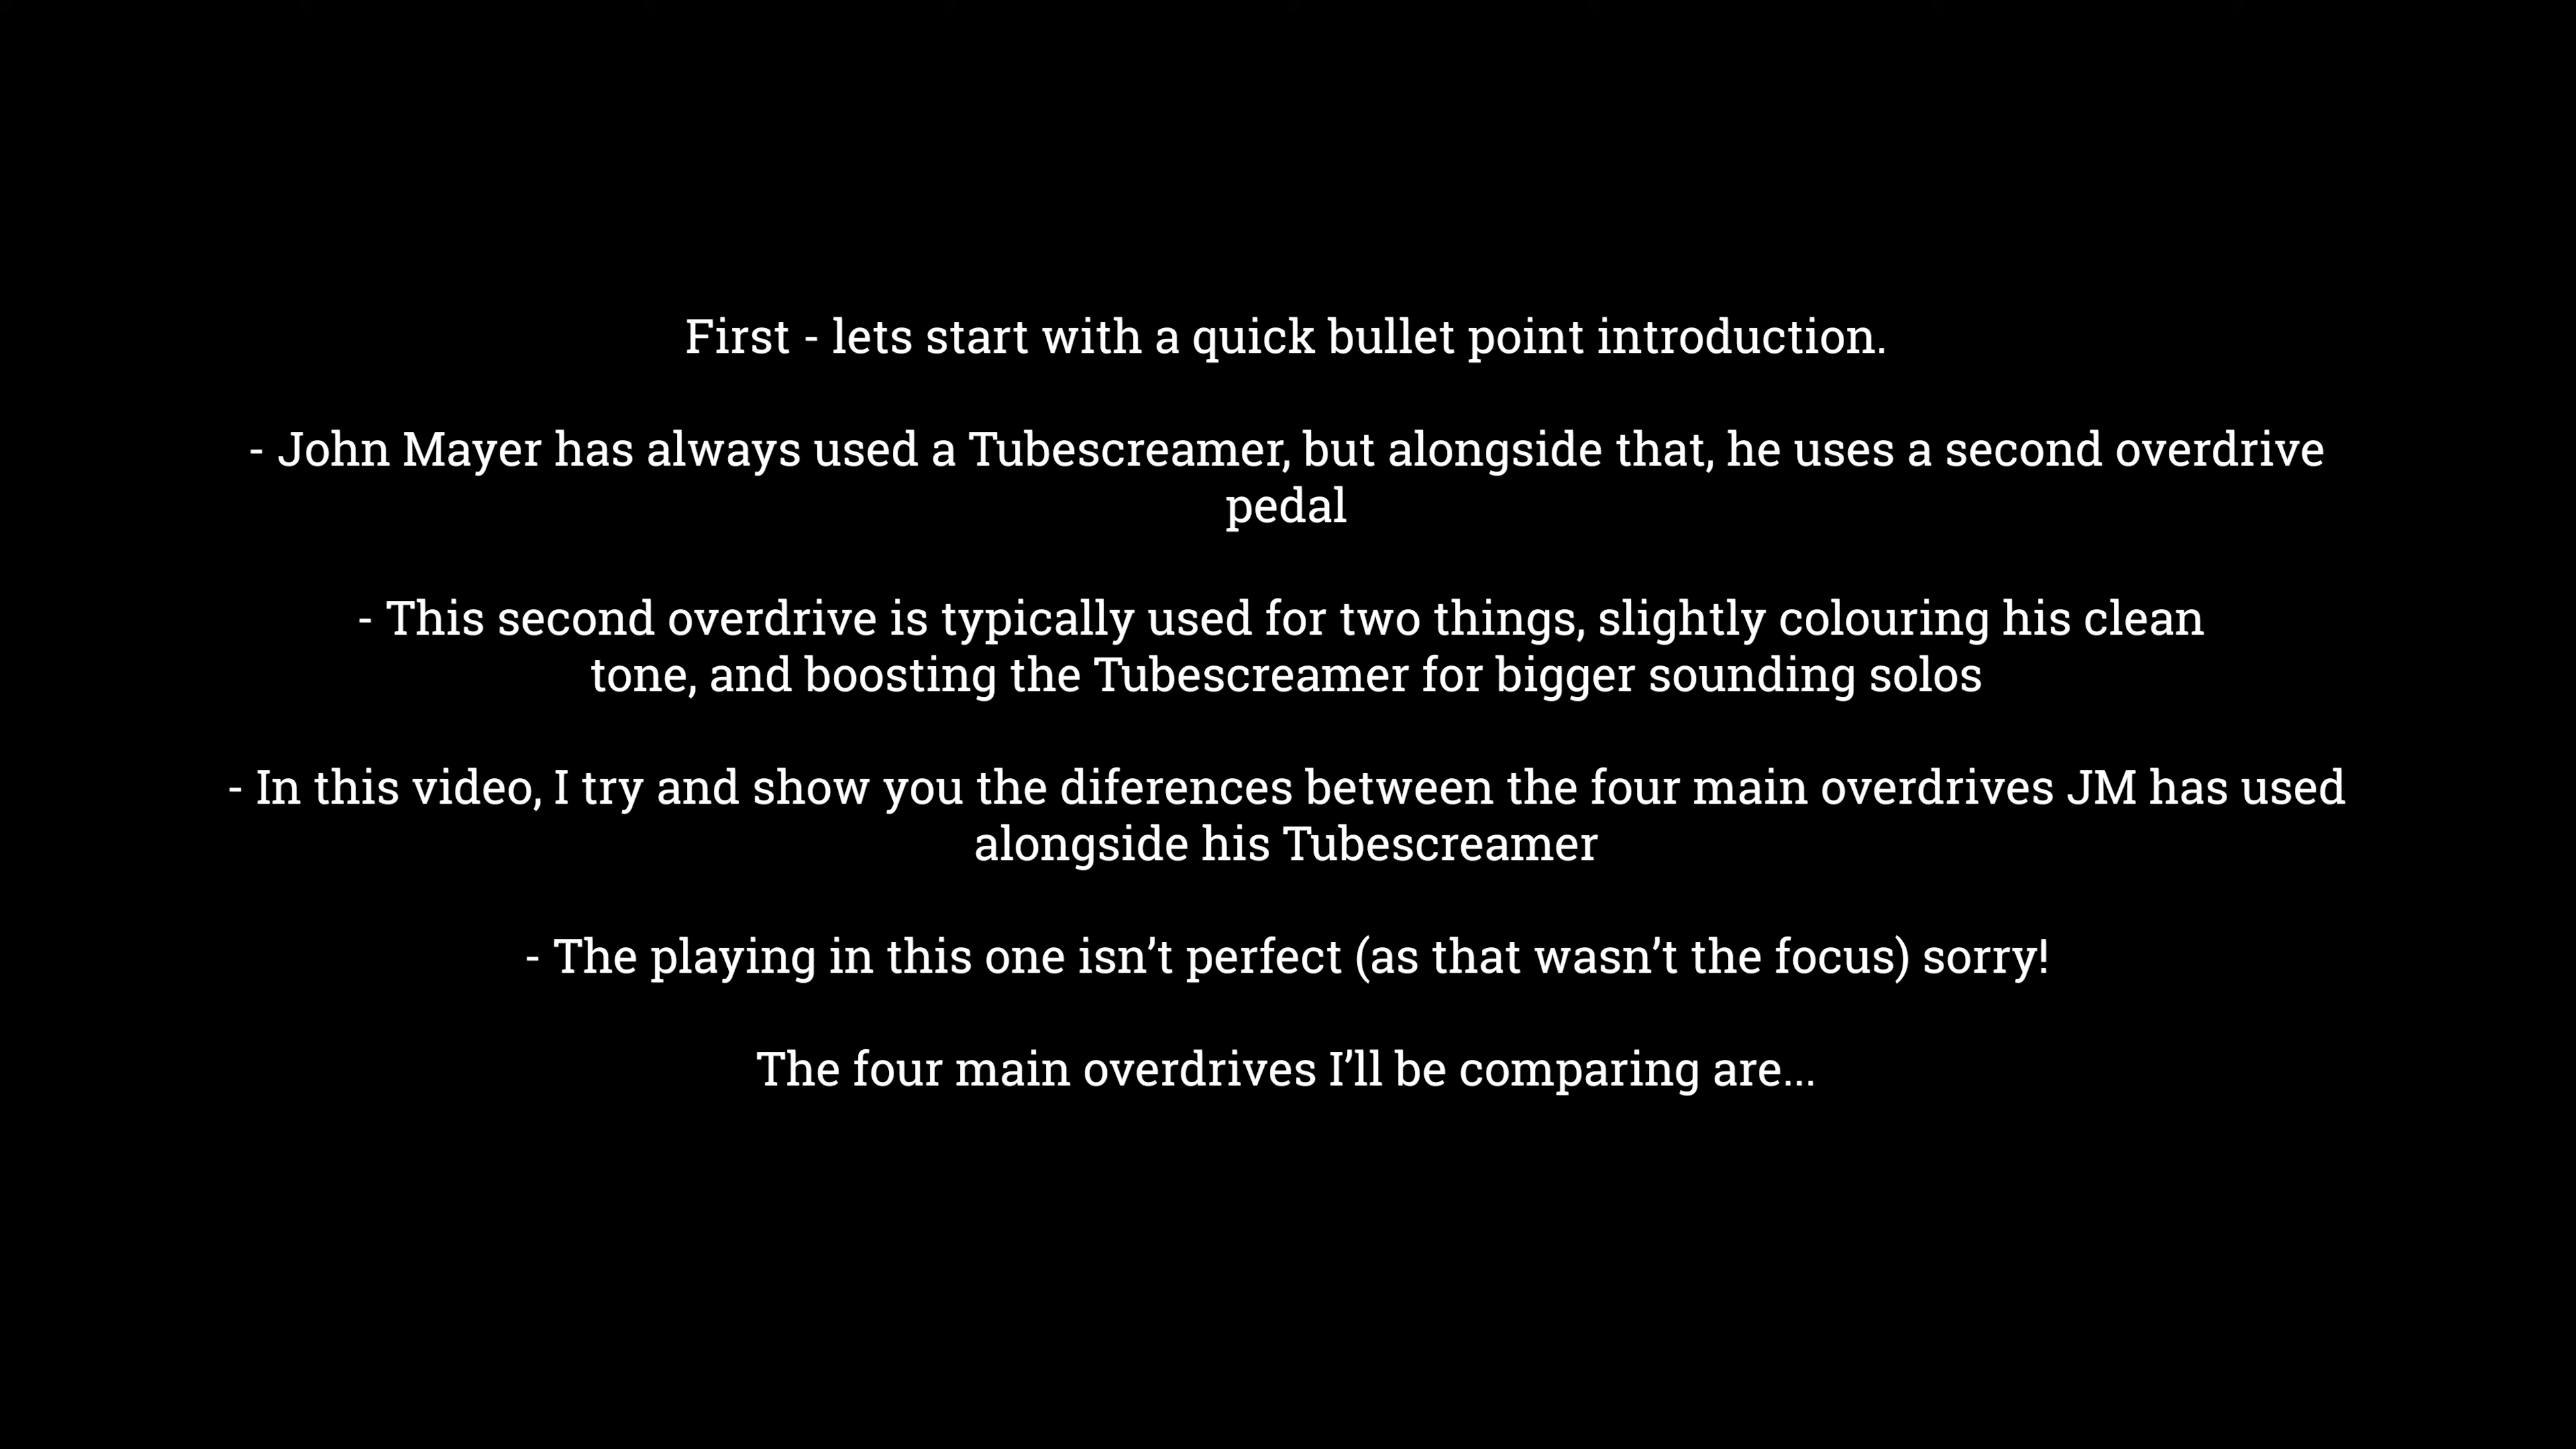 First - lets start with a quick bullet point introduction.
- John Mayer has always used a Tubescreamer, but alongside that, he uses a second overdrive
pedal
- This second overdrive is typically used for two things, slightly colouring his clean
tone, and boosting the Tubescreamer for bigger sounding solos
- In this video, I try and show you the diferences between the four main overdrives JM has used
alongside his Tubescreamer
- The playing in this one isn’t perfect (as that wasn’t the focus) sorry!
The four main overdrives I’ll be comparing are...